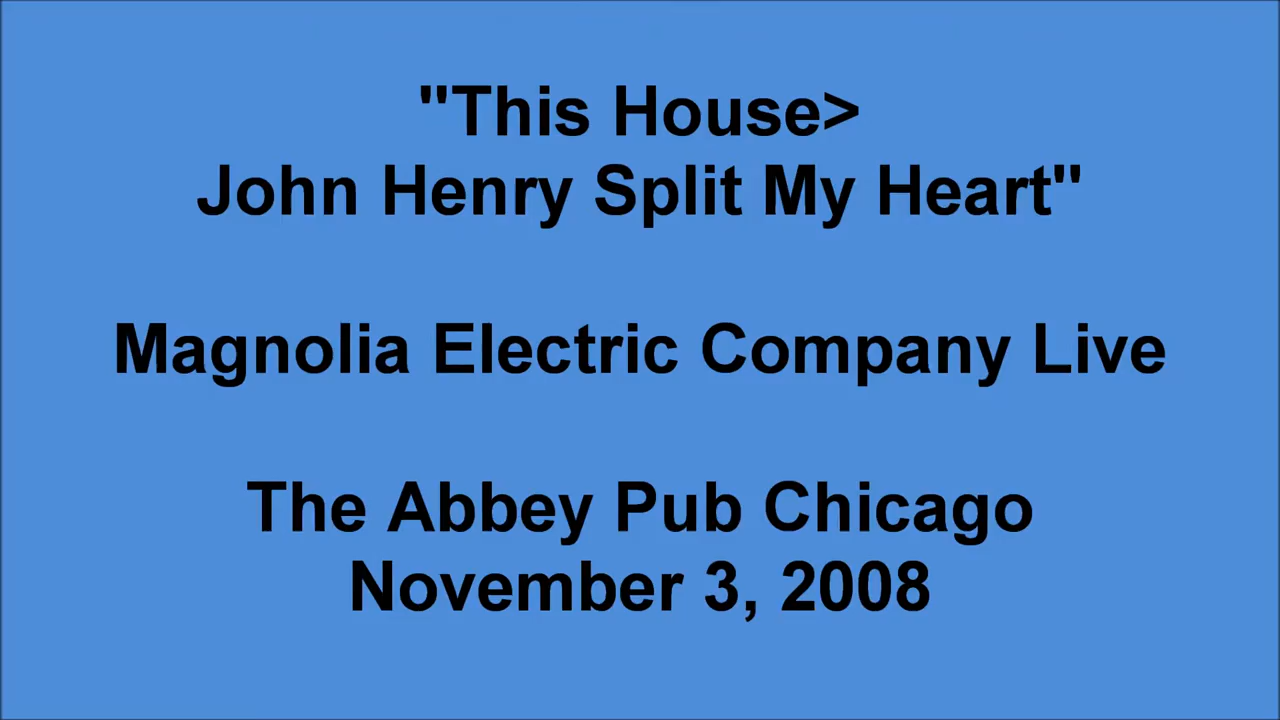 "This House>
John Henry Split My Heart"
Magnolia Electric Company Live
The Abbey Pub Chicago
November 3, 2008